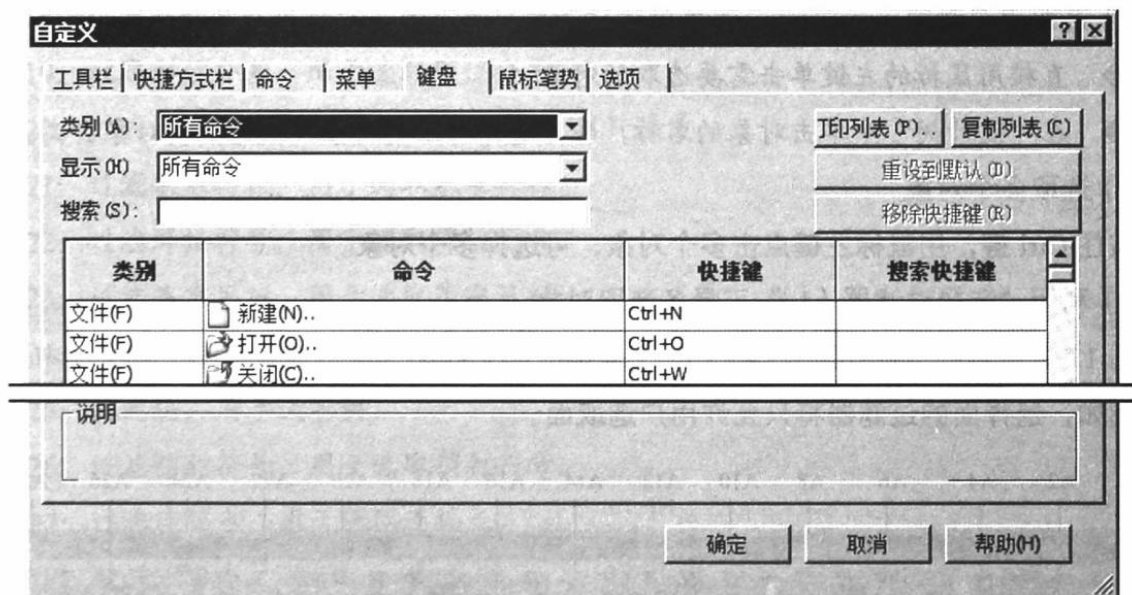 自定义
工具栏 快捷方式栏 命令 菜单 键盘 鼠标笔势 选项
类别(A): 所有命令 打印列表(P).. 复制列表(C)
显示(H) 所有命令 重设到默认(D)
搜索(S): 移除快捷键(R)
类别 命令 快捷键 搜索快捷键
文件(F) 新建(N).. Ctrl+N
文件(F) 打开(O).. Ctrl+O
文件(F) 关闭(C).. Ctrl+W
说明
确定 取消 帮助(H)